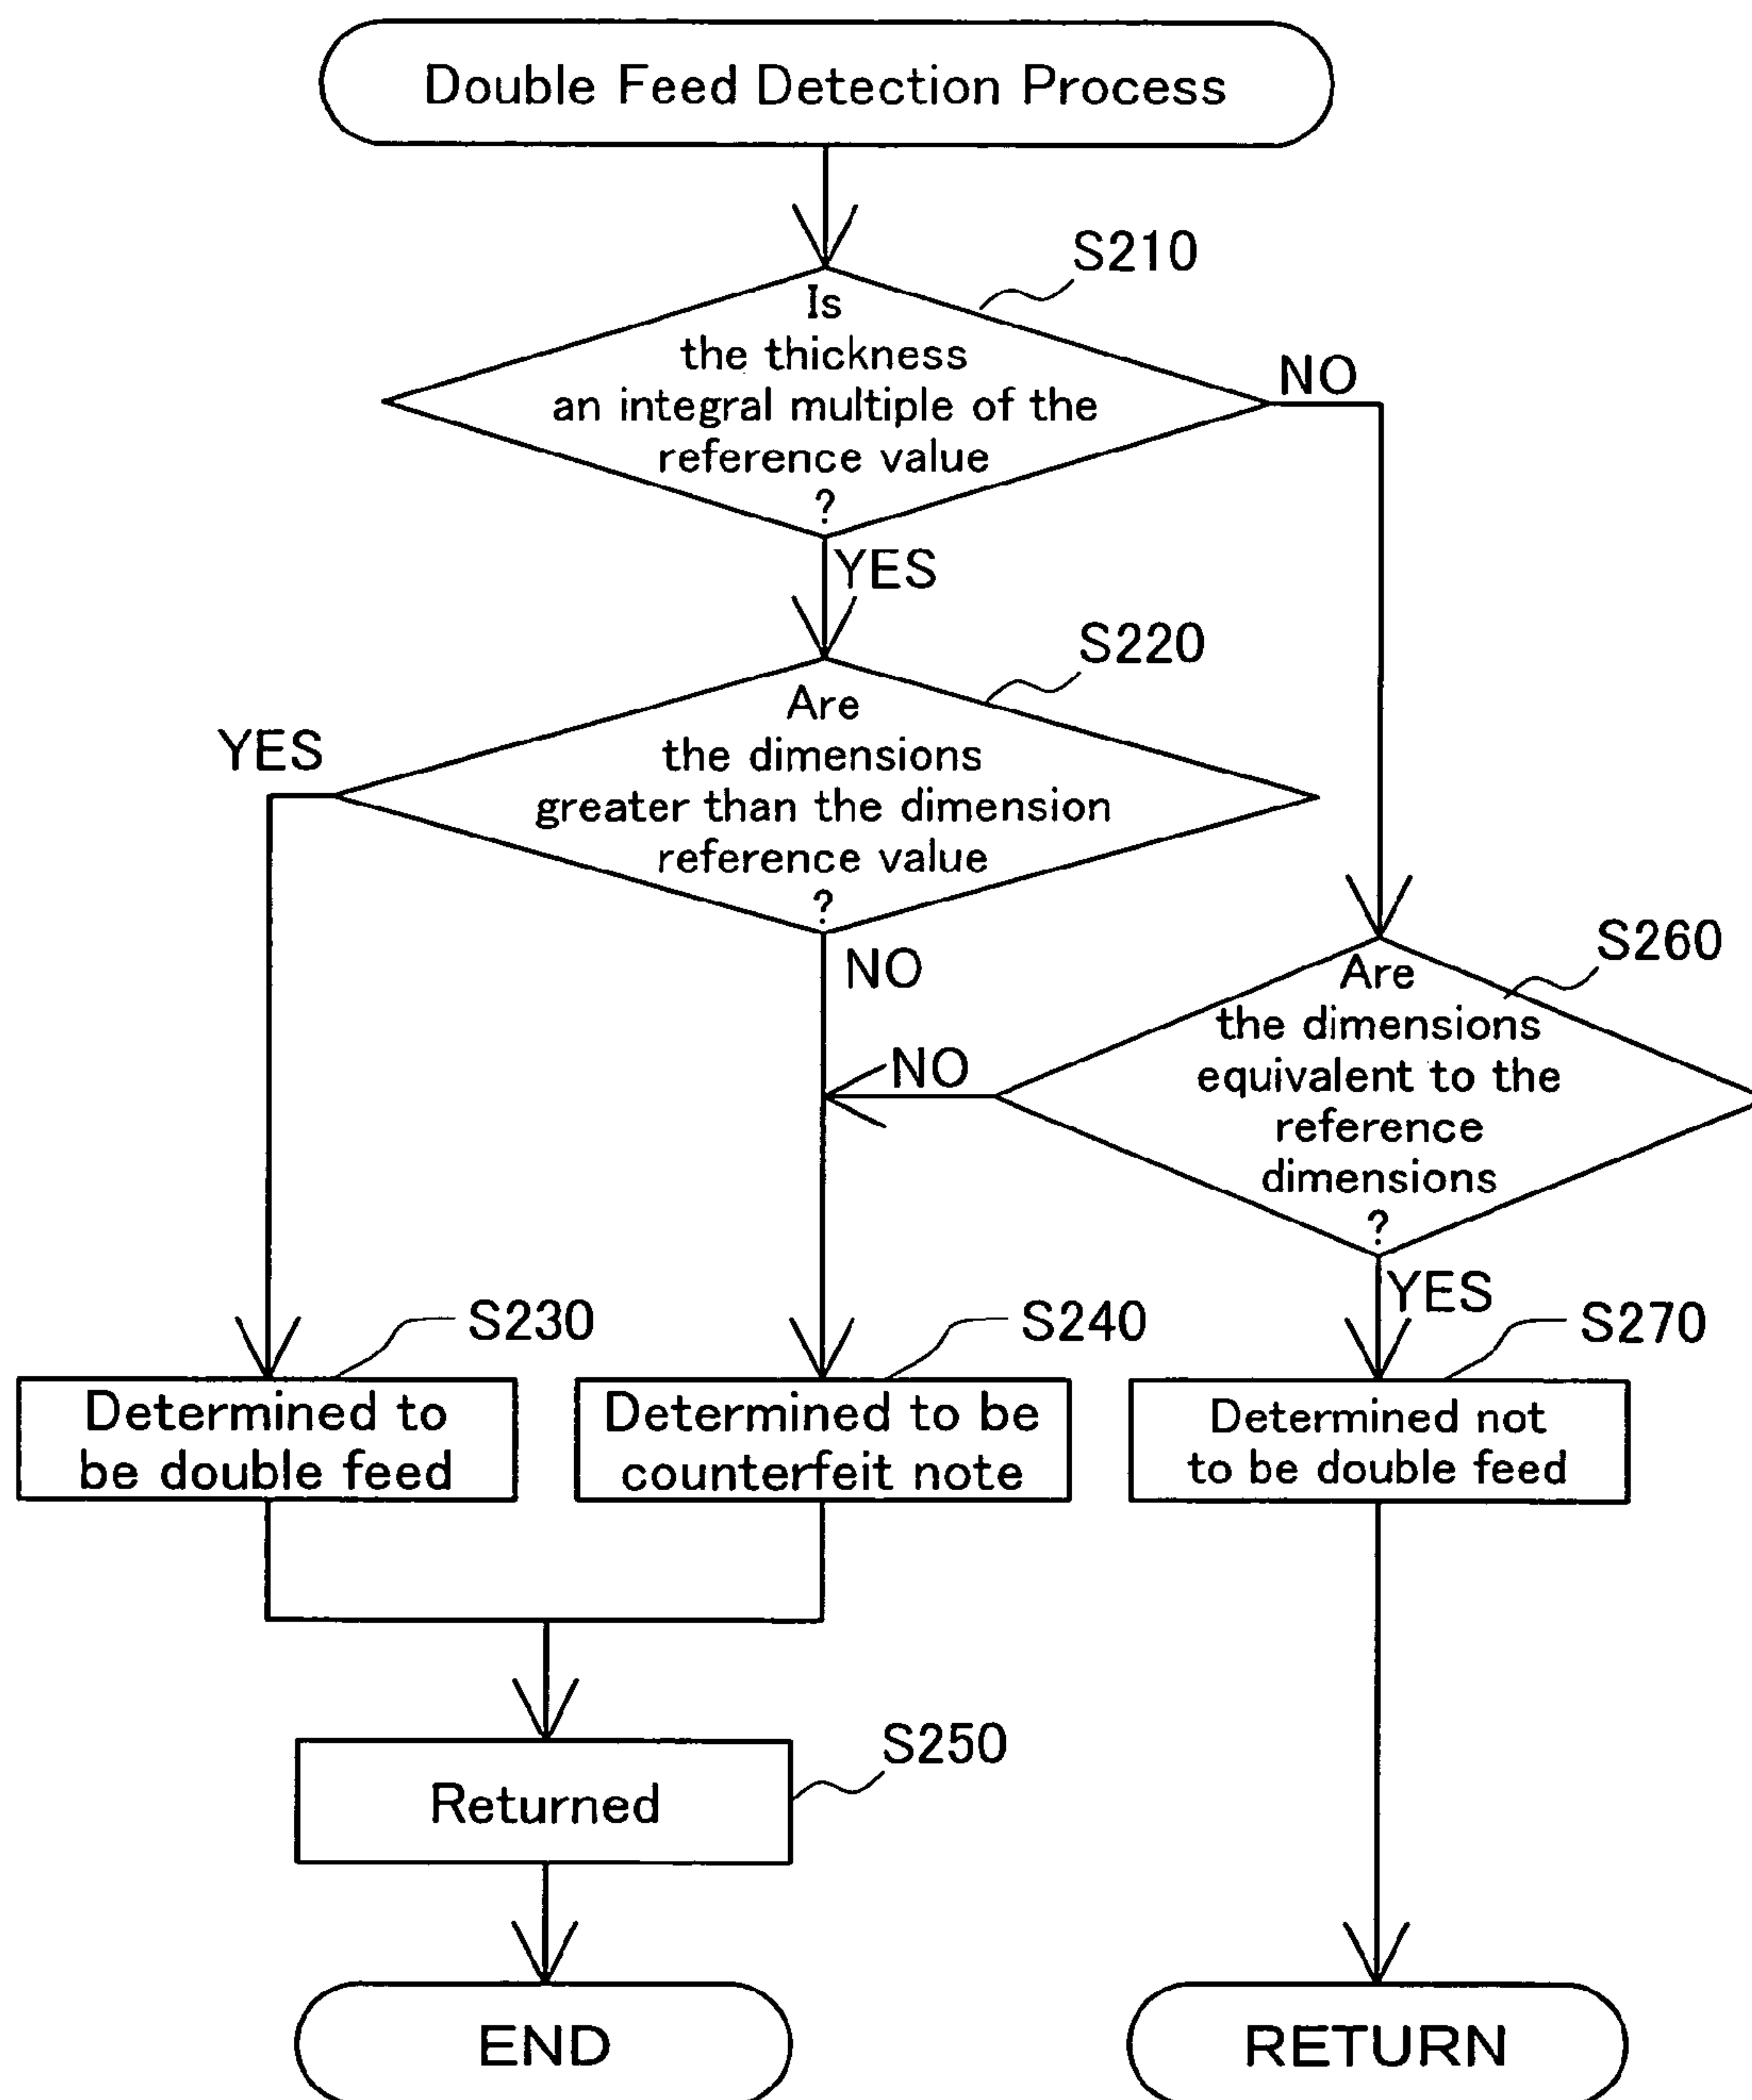 Double Feed Detection Process
S210
Is
the thickness
an integral multiple of the
reference value
?
NO
YES
S220
Are
the dimensions
greater than the dimension
reference value
?
YES
NO
S260
Are
the dimensions
equivalent to the
reference
dimensions
?
NO
YES
S230
Determined to
be double feed
S240
Determined to be
counterfeit note
S270
Determined not
to be double feed
S250
Returned
END
RETURN